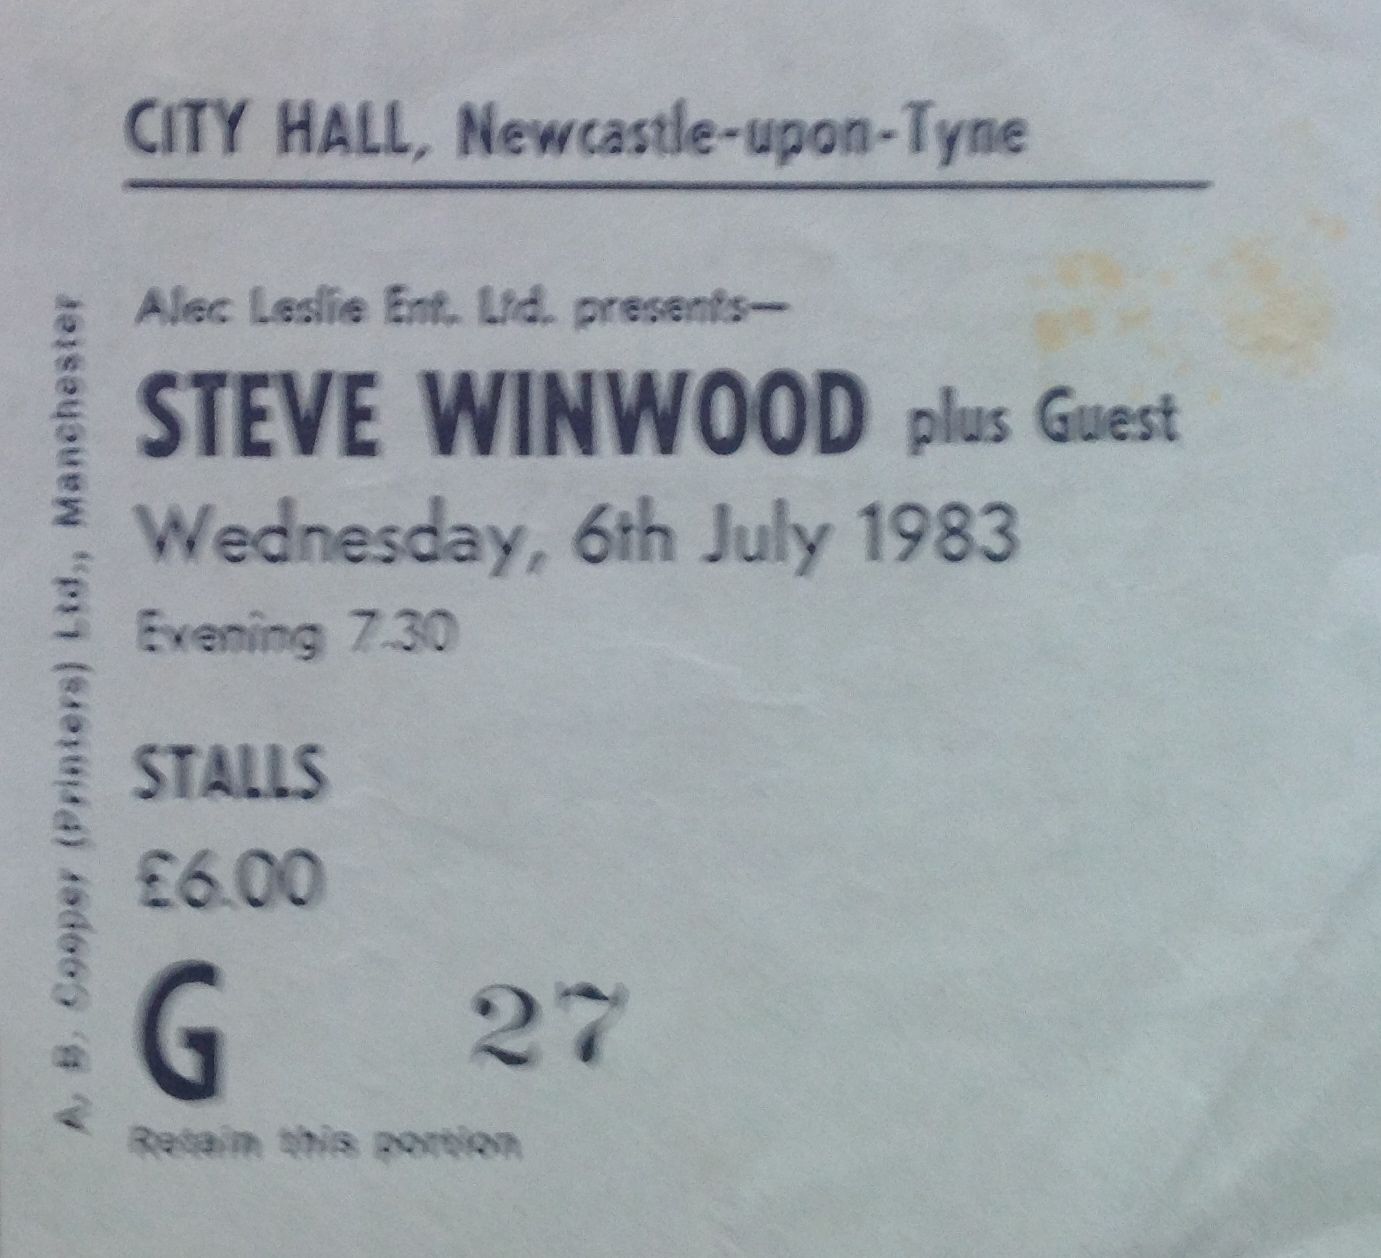 CITY HALL, Newcastle-upon-Tyne
Alec Leslie Ent. Ltd. presents—
STEVE WINWOOD plus Guest
Wednesday, 6th July 1983
Evening 7.30
STALLS
£6.00
G 27
Retain this portion
A. B. Cooper (Printers) Ltd., Manchester